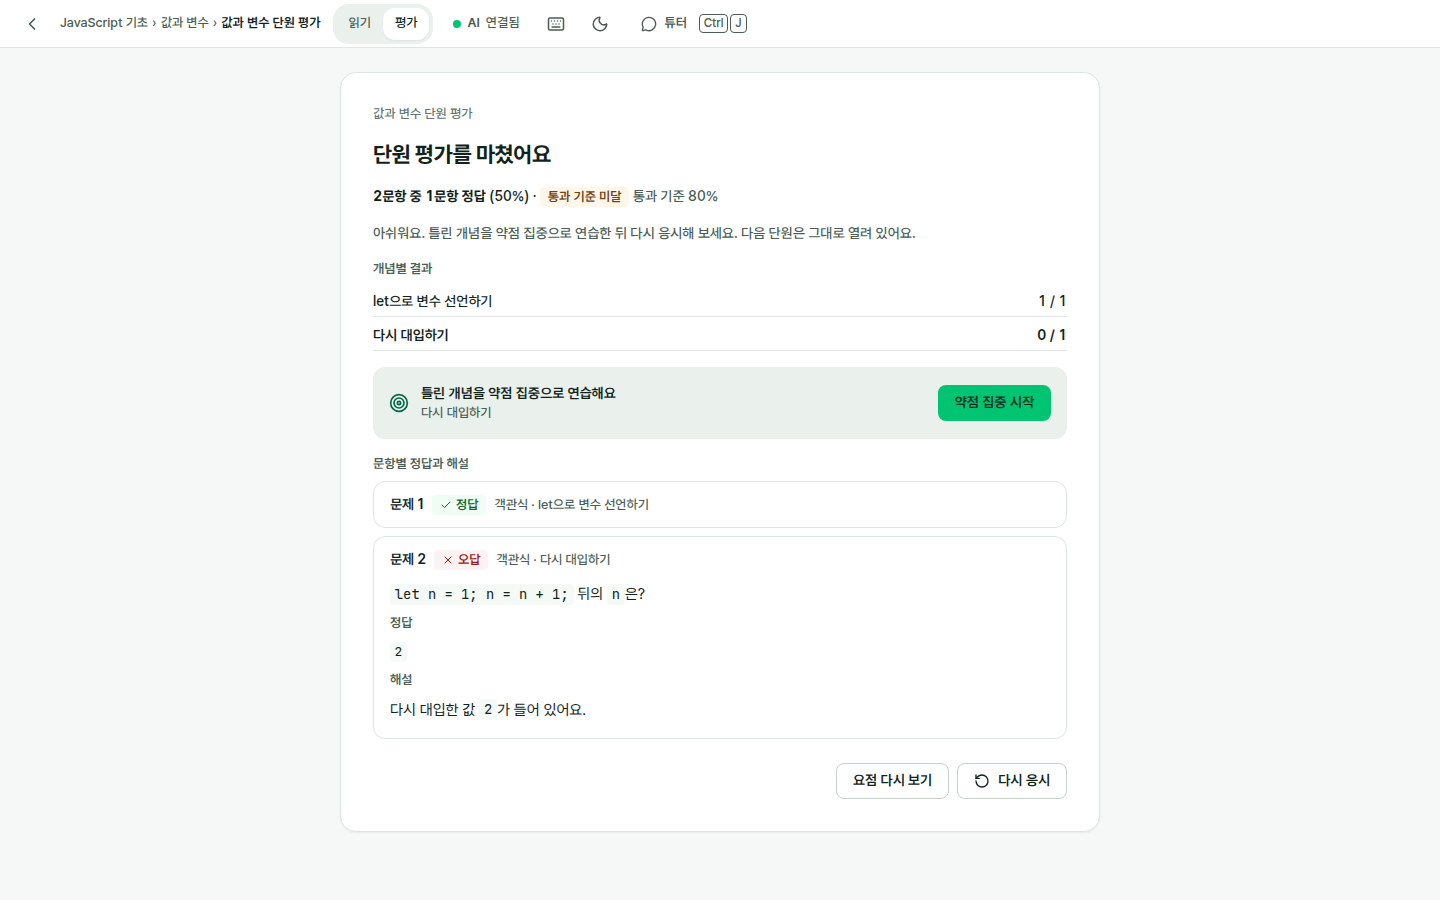 JavaScript 기초 › 값과 변수 › 값과 변수 단원 평가 읽기 평가 AI 연결됨 튜터 Ctrl J
값과 변수 단원 평가
단원 평가를 마쳤어요
2문항 중 1문항 정답 (50%) · 통과 기준 미달 통과 기준 80%
아쉬워요. 틀린 개념을 약점 집중으로 연습한 뒤 다시 응시해 보세요. 다음 단원은 그대로 열려 있어요.
개념별 결과
let으로 변수 선언하기 1 / 1
다시 대입하기 0 / 1
틀린 개념을 약점 집중으로 연습해요
다시 대입하기
약점 집중 시작
문항별 정답과 해설
문제 1 정답 객관식 · let으로 변수 선언하기
문제 2 오답 객관식 · 다시 대입하기
let n = 1; n = n + 1; 뒤의 n 은?
정답
2
해설
다시 대입한 값 2 가 들어 있어요.
요점 다시 보기 다시 응시